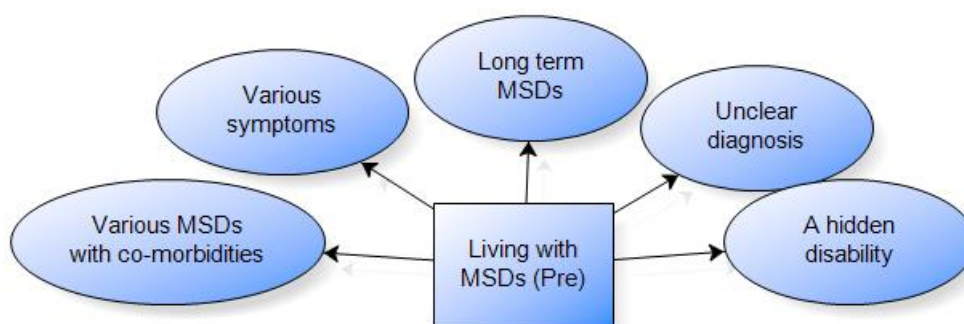 Long term
MSDs
Various
symptoms
Unclear
diagnosis
Various MSDs
with co-morbidities
A hidden
disability
Living with
MSDs (Pre)